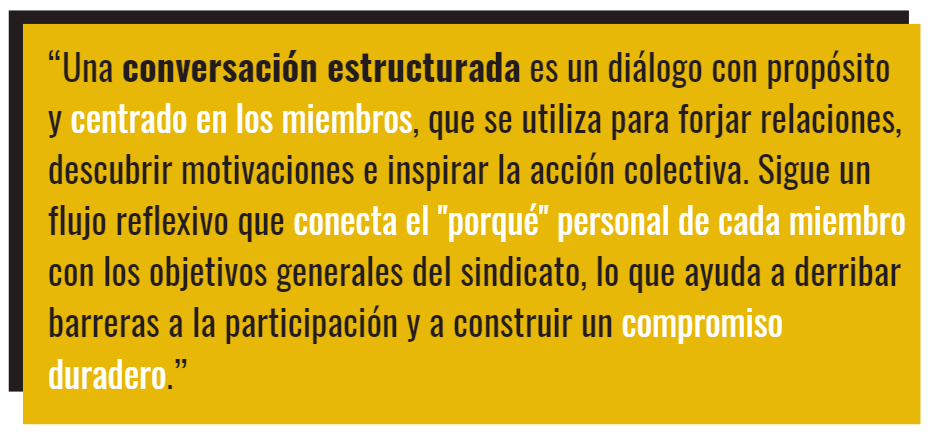 “Una conversación estructurada es un diálogo con propósito
y centrado en los miembros, que se utiliza para forjar relaciones,
descubrir motivaciones e inspirar la acción colectiva. Sigue un
flujo reflexivo que conecta el "porqué" personal de cada miembro
con los objetivos generales del sindicato, lo que ayuda a derribar
barreras a la participación y a construir un compromiso
duradero.”